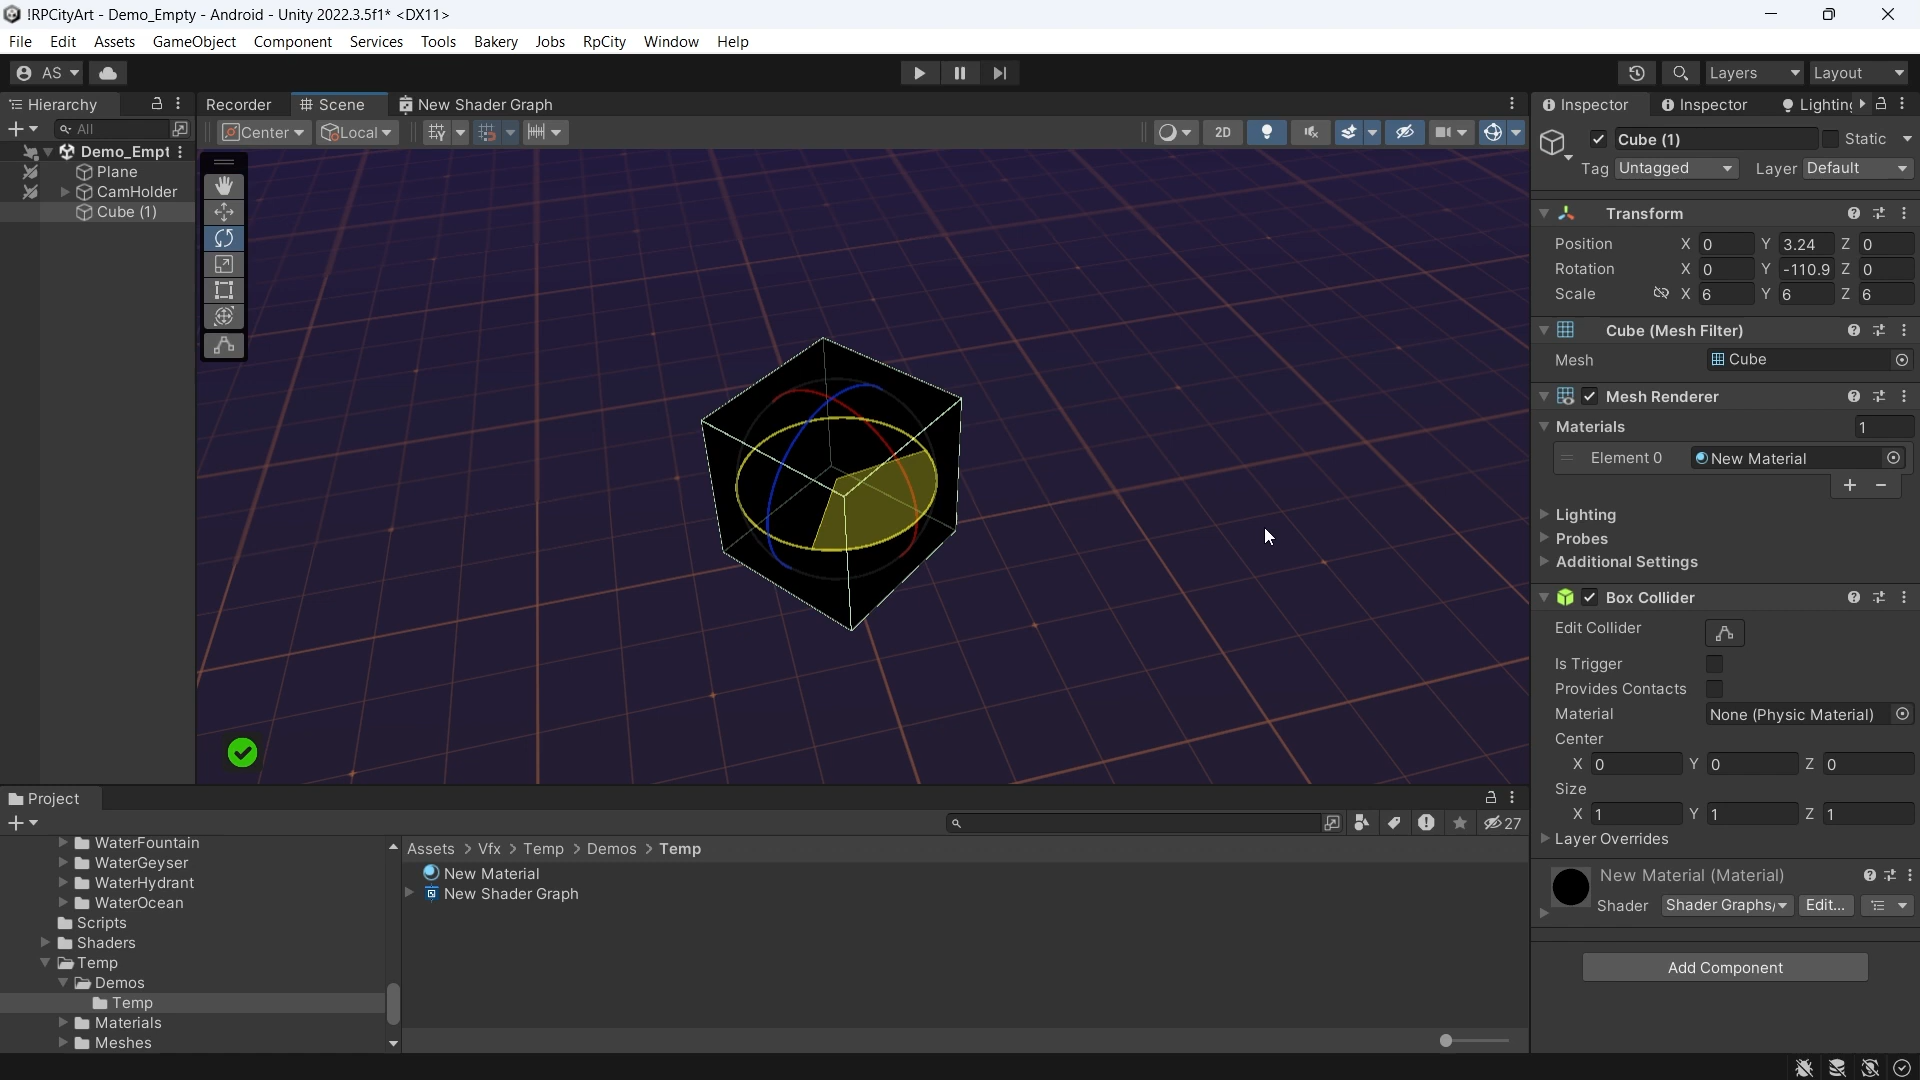 !RPCityArt - Demo_Empty - Android - Unity 2022.3.5f1* <DX11>
File Edit Assets GameObject Component Services Tools Bakery Jobs RpCity Window Help
AS Layers Layout
Hierarchy Recorder Scene New Shader Graph Inspector Inspector Lighting
All Center Local 2D Cube (1) Static
Demo_Empt
Tag Untagged Layer Default
Plane
CamHolder
Cube (1)
Transform
Position X 0 Y 3.24 Z 0
Rotation X 0 Y -110.9 Z 0
Scale X 6 Y 6 Z 6
Cube (Mesh Filter)
Mesh Cube
Mesh Renderer
Materials 1
Element 0 New Material
Lighting
Probes
Additional Settings
Box Collider
Edit Collider
Is Trigger
Provides Contacts
Material None (Physic Material)
Center
X 0 Y 0 Z 0
Size
X 1 Y 1 Z 1
Layer Overrides
New Material (Material)
Shader Shader Graphs/ Edit...
Add Component
Project
27
WaterFountain
WaterGeyser
WaterHydrant
WaterOcean
Scripts
Shaders
Temp
Demos
Temp
Materials
Meshes
Assets > Vfx > Temp > Demos > Temp
New Material
New Shader Graph